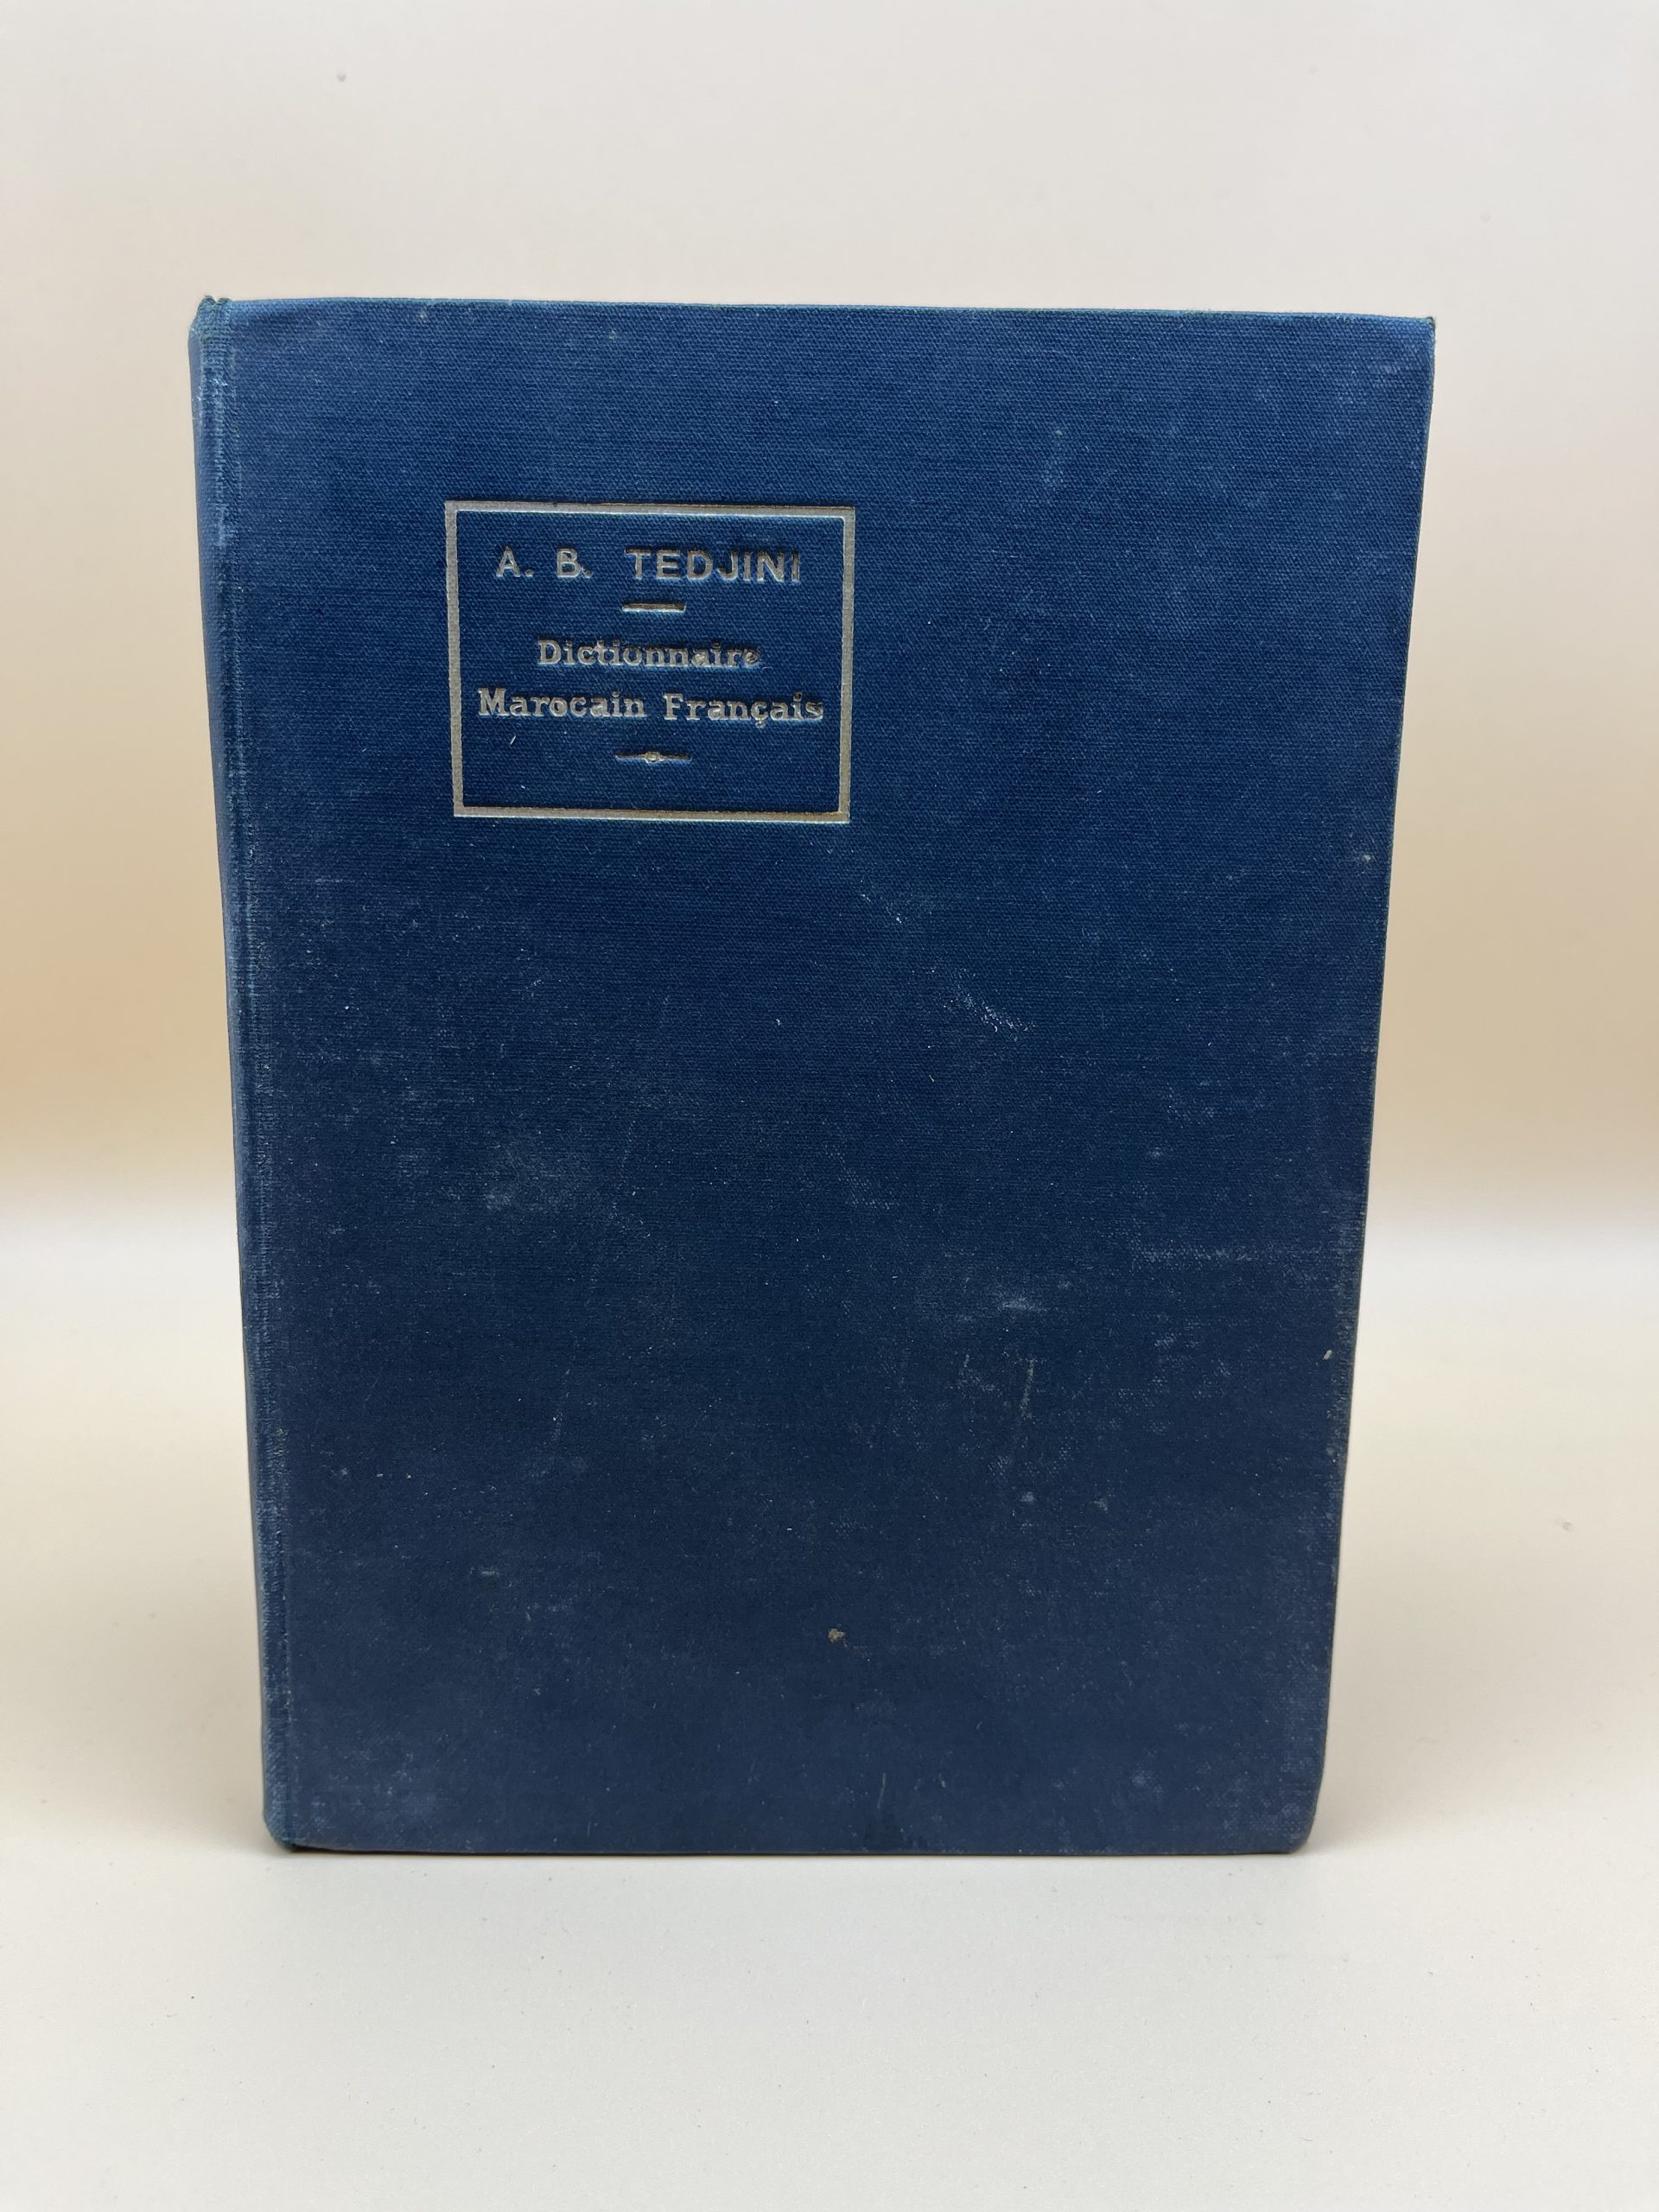 A. B. TEDJINI
Dictionnaire
Marocain Français